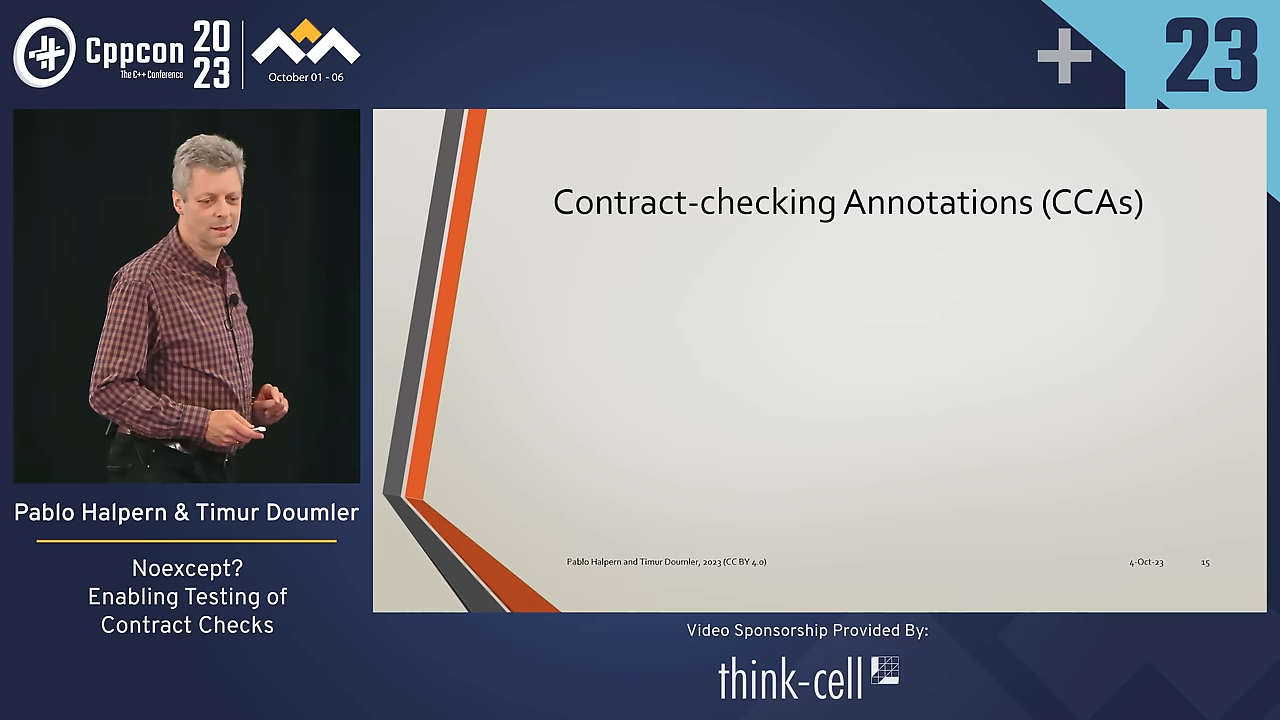 Cppcon
The C++ Conference
20
23
October 01 - 06
23
Contract-checking Annotations (CCAs)
Pablo Halpern and Timur Doumler, 2023 (CC BY 4.0)
4-Oct-23
15
Pablo Halpern & Timur Doumler
Noexcept?
Enabling Testing of
Contract Checks
Video Sponsorship Provided By:
think-cell